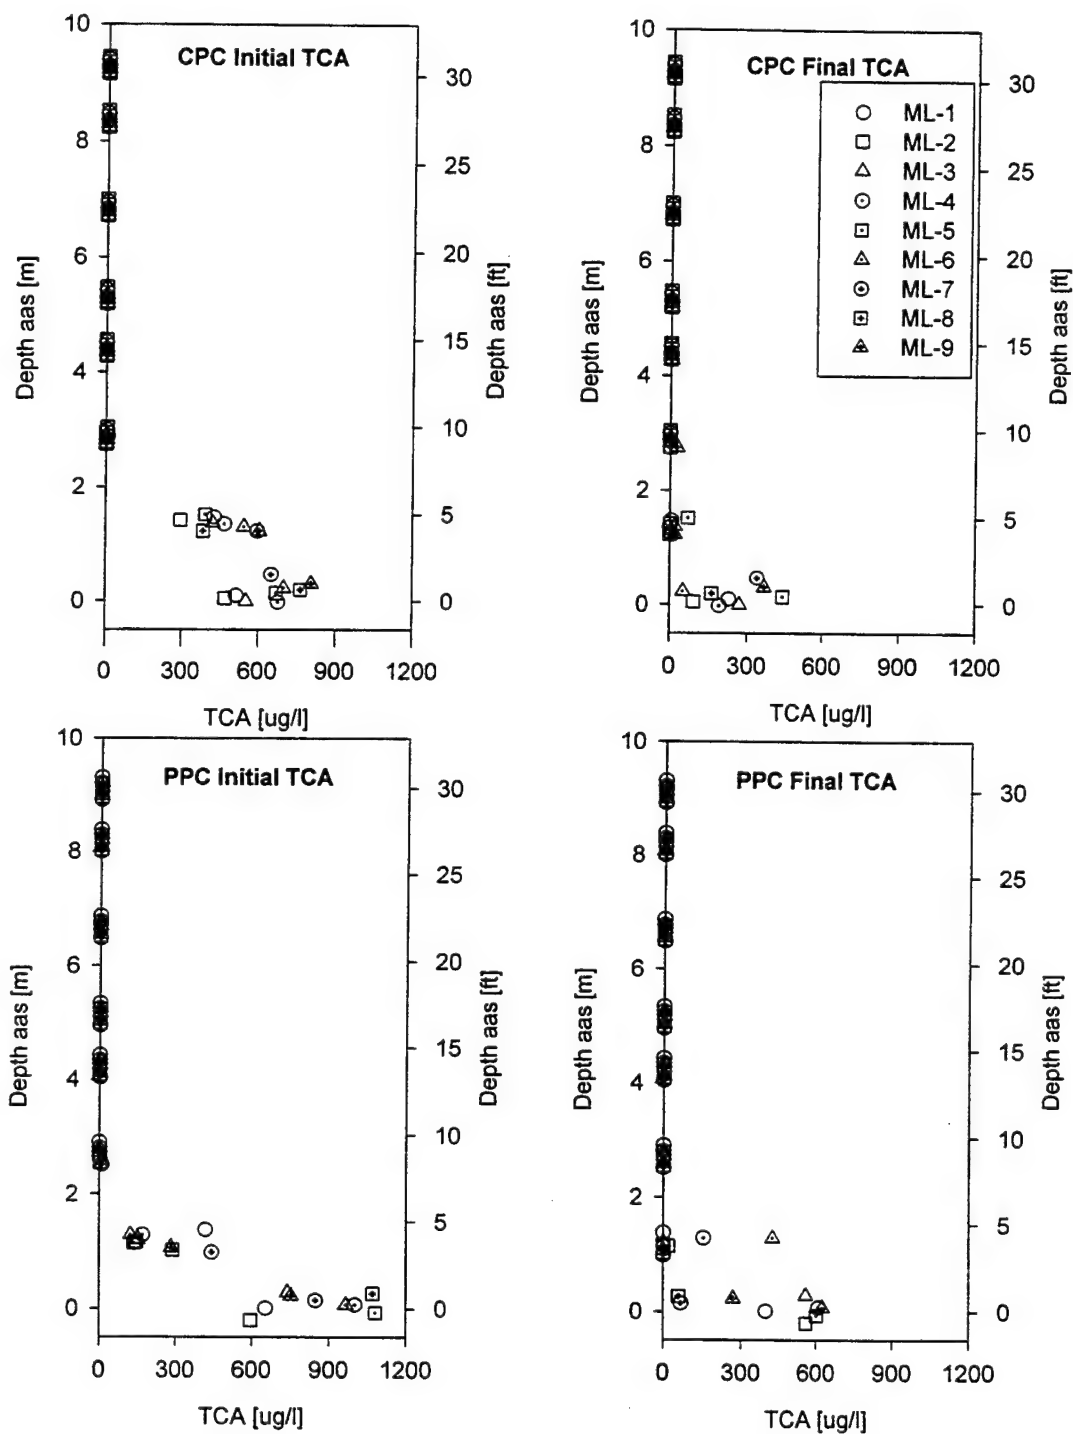 CPC Initial TCA
10
8
6
4
2
0
Depth aas [m]
30
25
20
15
10
5
0
Depth aas [ft]
0 300 600 900 1200
TCA [ug/l]
CPC Final TCA
ML-1
ML-2
ML-3
ML-4
ML-5
ML-6
ML-7
ML-8
ML-9
10
8
6
4
2
0
Depth aas [m]
30
25
20
15
10
5
0
Depth aas [ft]
0 300 600 900 1200
TCA [ug/l]
PPC Initial TCA
10
8
6
4
2
0
Depth aas [m]
30
25
20
15
10
5
0
Depth aas [ft]
0 300 600 900 1200
TCA [ug/l]
PPC Final TCA
10
8
6
4
2
0
Depth aas [m]
30
25
20
15
10
5
0
Depth aas [ft]
0 300 600 900 1200
TCA [ug/l]